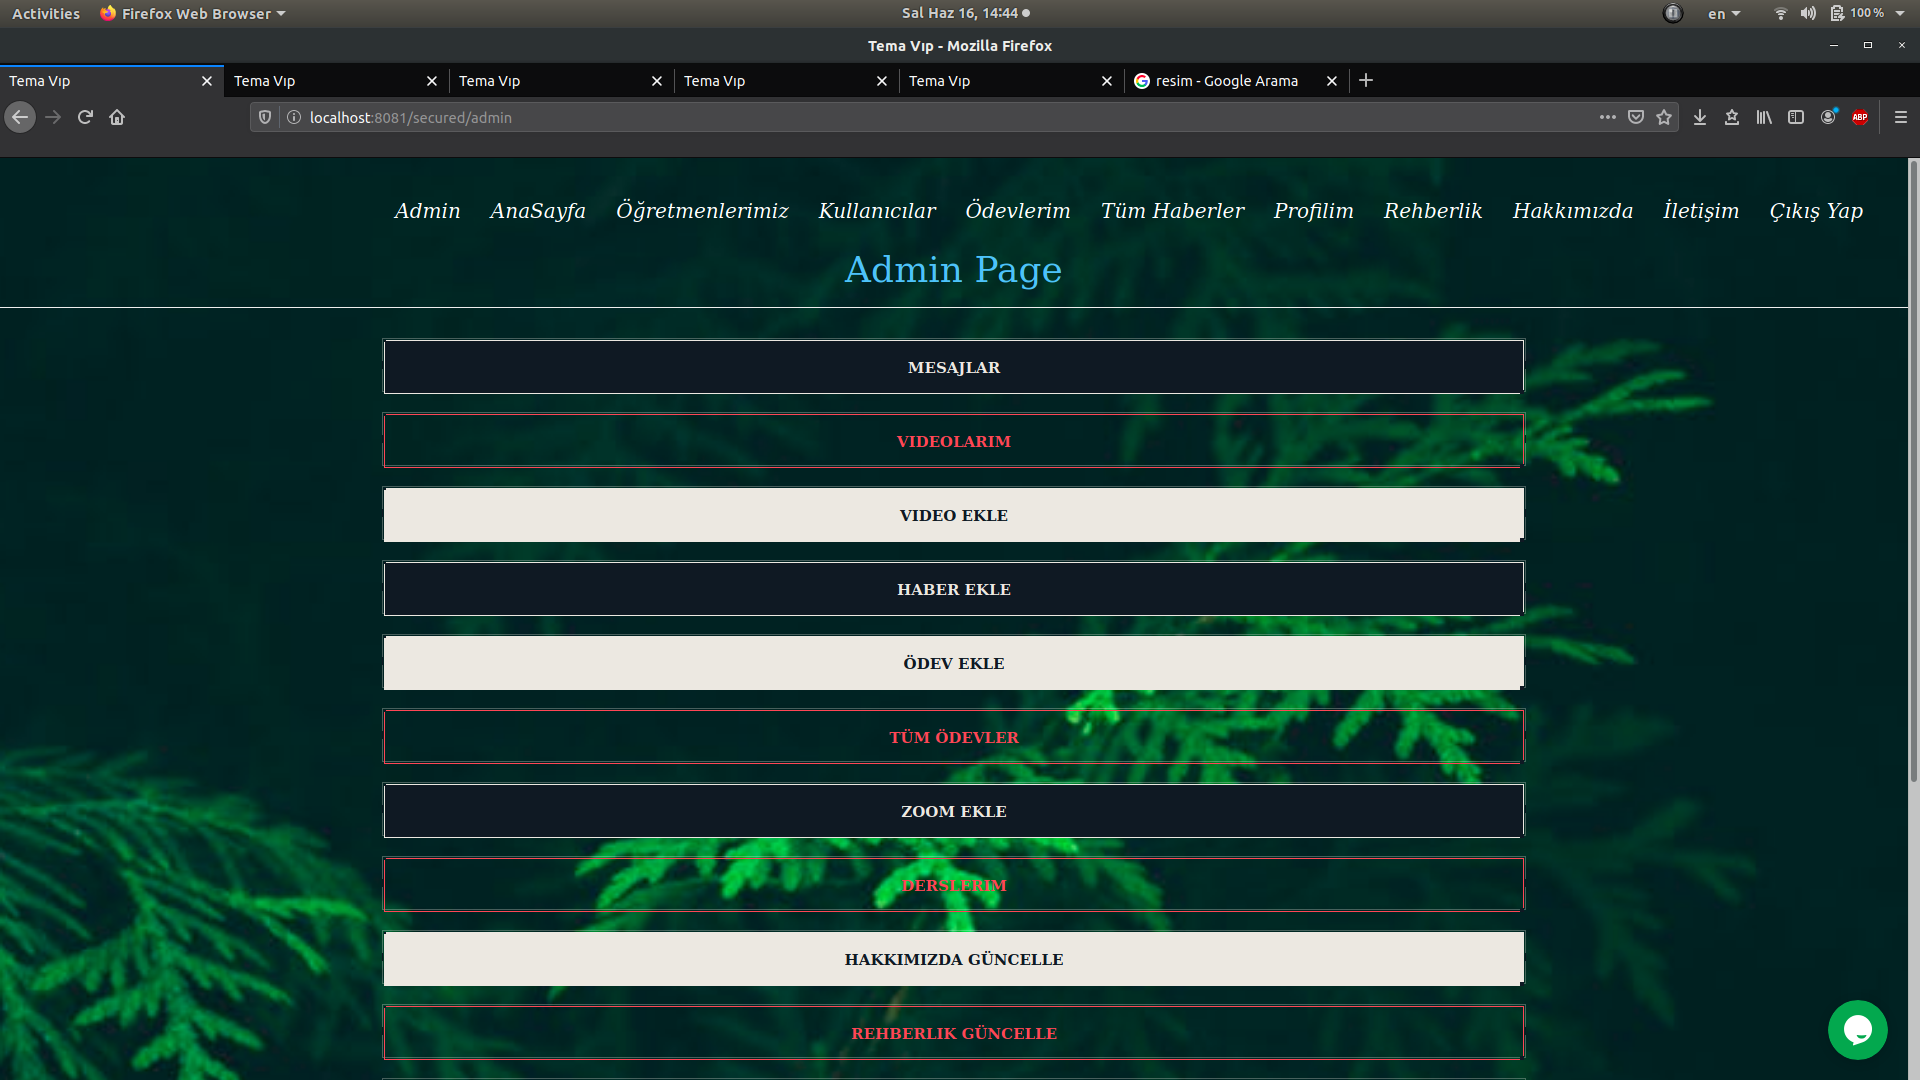 Activities Firefox Web Browser Sal Haz 16, 14:44 en 100 %
Tema Vıp - Mozilla Firefox
Tema Vıp Tema Vıp Tema Vıp Tema Vıp Tema Vıp resim - Google Arama
localhost:8081/secured/admin ABP
Admin AnaSayfa Öğretmenlerimiz Kullanıcılar Ödevlerim Tüm Haberler Profilim Rehberlik Hakkımızda İletişim Çıkış Yap
Admin Page
MESAJLAR
VIDEOLARIM
VIDEO EKLE
HABER EKLE
ÖDEV EKLE
TÜM ÖDEVLER
ZOOM EKLE
DERSLERIM
HAKKIMIZDA GÜNCELLE
REHBERLIK GÜNCELLE